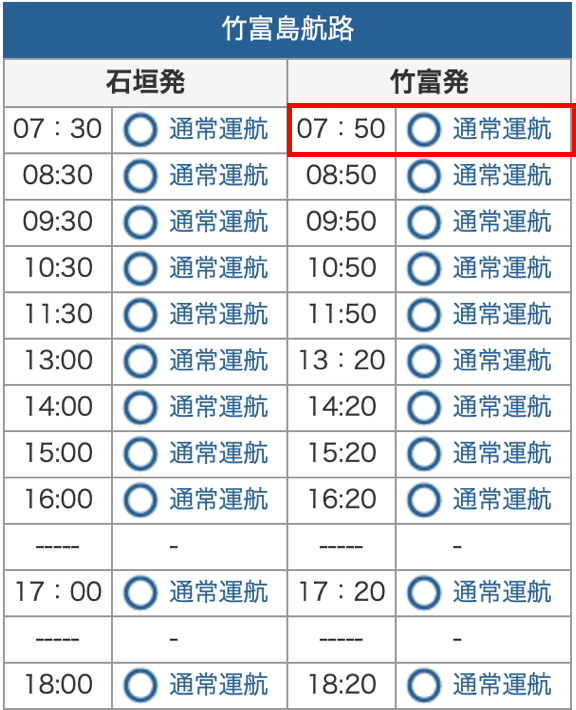 竹富島航路
石垣発 竹富発
07：30 通常運航 07：50 通常運航
08:30 通常運航 08:50 通常運航
09:30 通常運航 09:50 通常運航
10:30 通常運航 10:50 通常運航
11:30 通常運航 11:50 通常運航
13:00 通常運航 13：20 通常運航
14:00 通常運航 14:20 通常運航
15:00 通常運航 15:20 通常運航
16:00 通常運航 16:20 通常運航
----- - ----- -
17：00 通常運航 17：20 通常運航
----- - ----- -
18:00 通常運航 18:20 通常運航